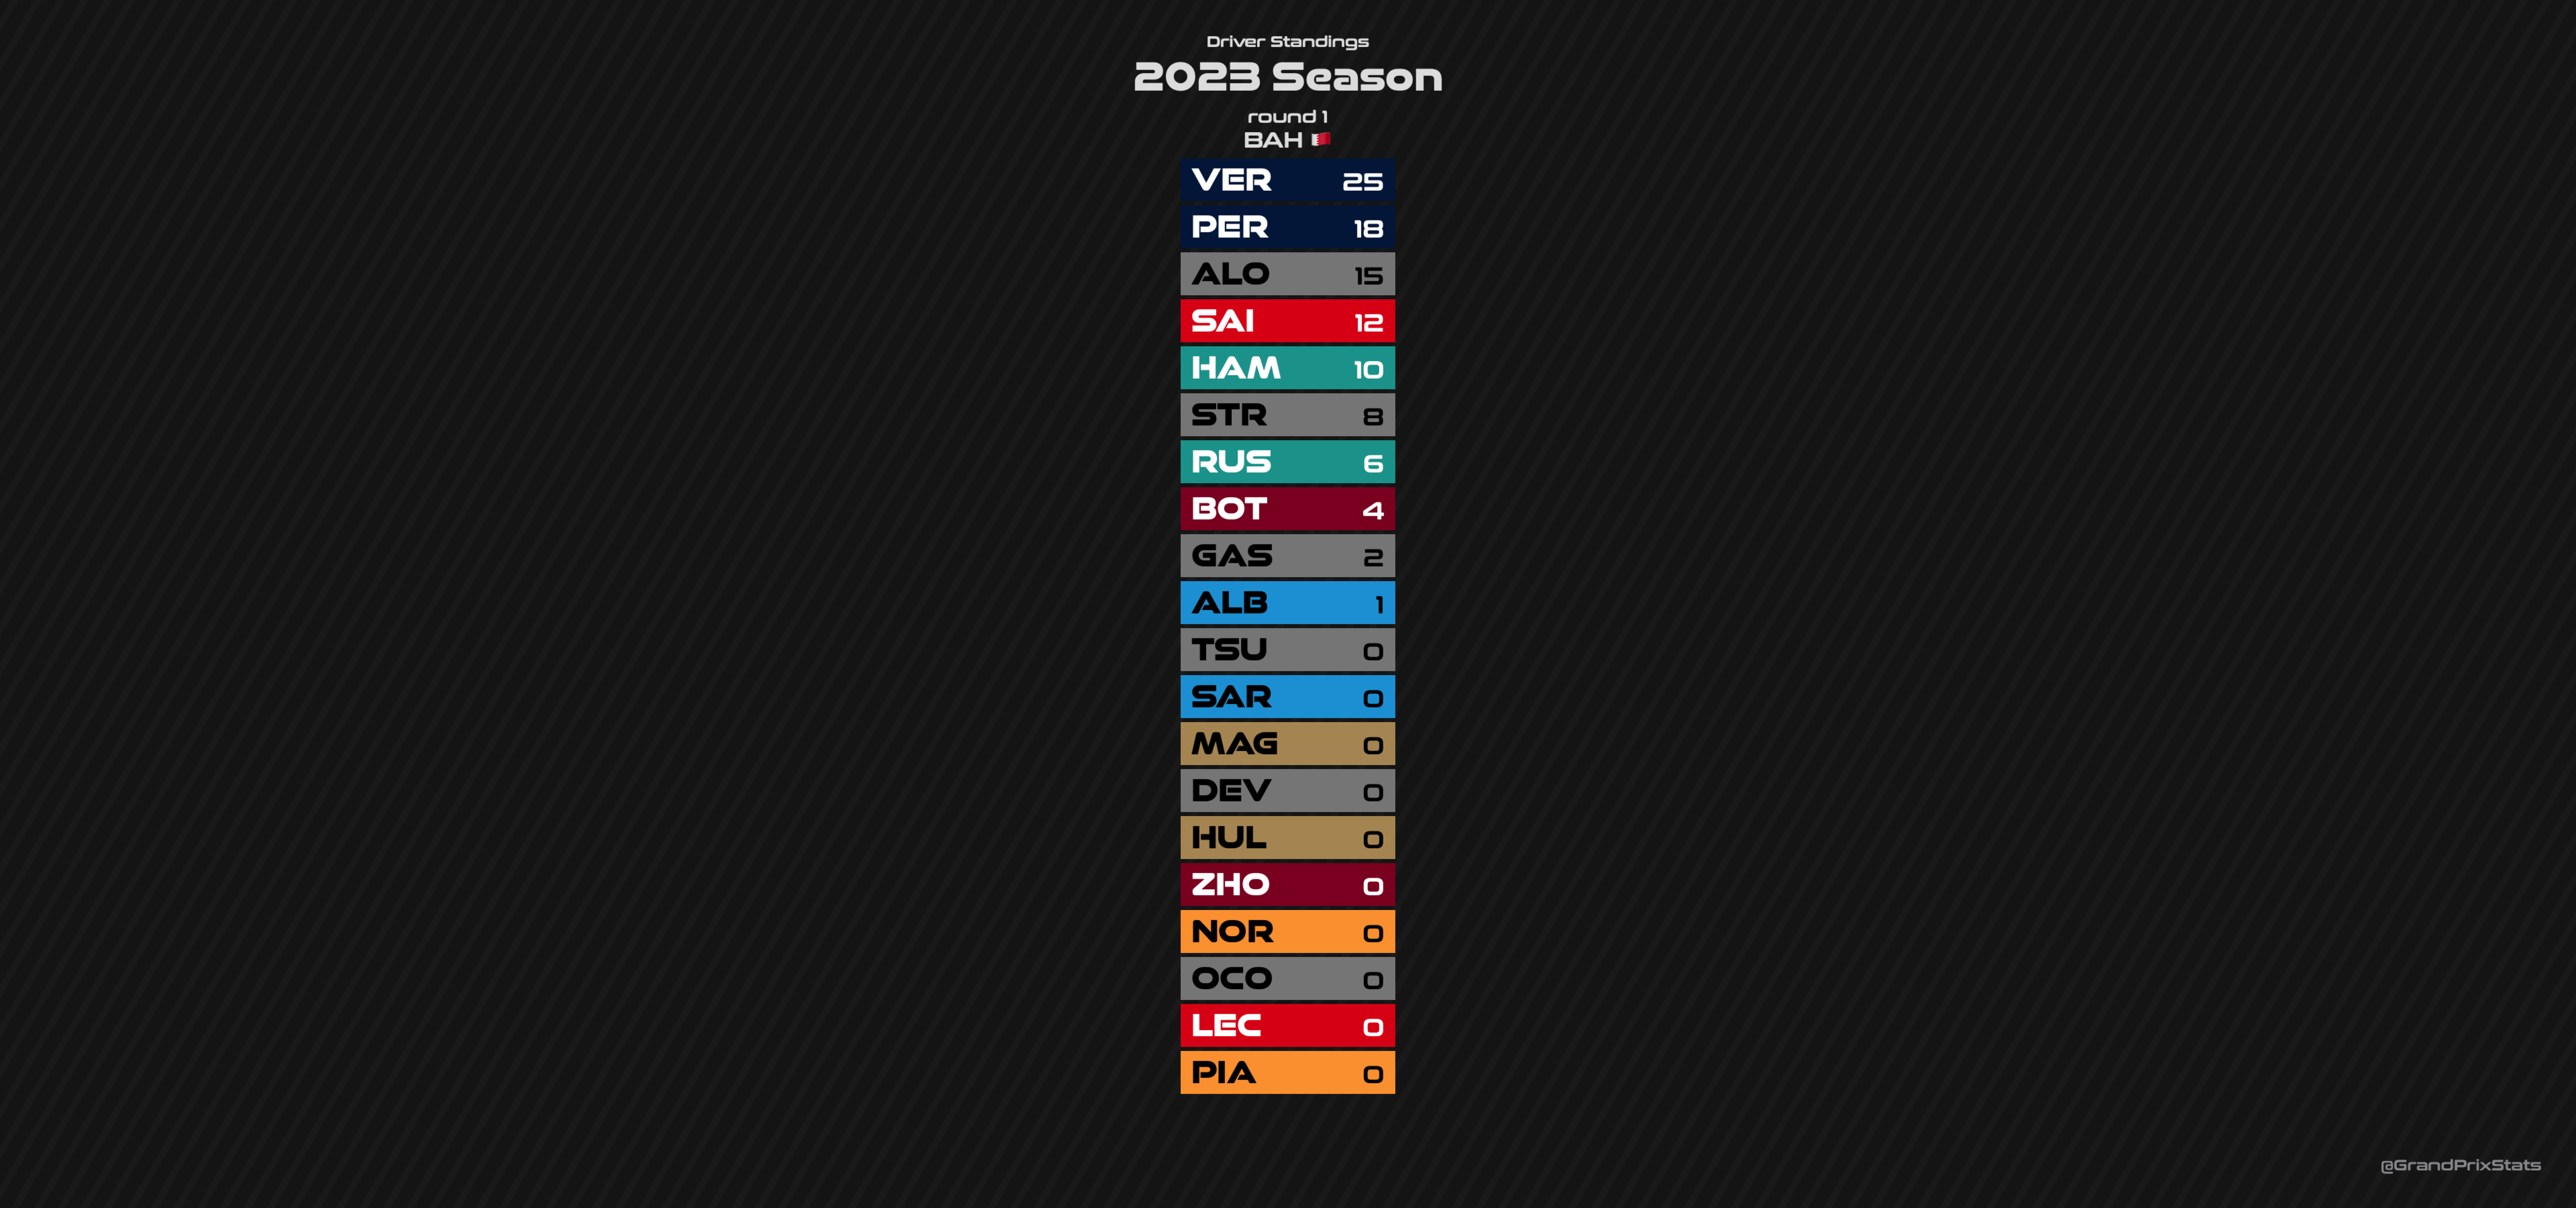 Driver Standings
2023 Season
round 1
BAH
VER 25
PER 18
ALO 15
SAI 12
HAM 10
STR 8
RUS 6
BOT 4
GAS 2
ALB 1
TSU 0
SAR 0
MAG 0
DEV 0
HUL 0
ZHO 0
NOR 0
OCO 0
LEC 0
PIA 0
@GrandPrixStats